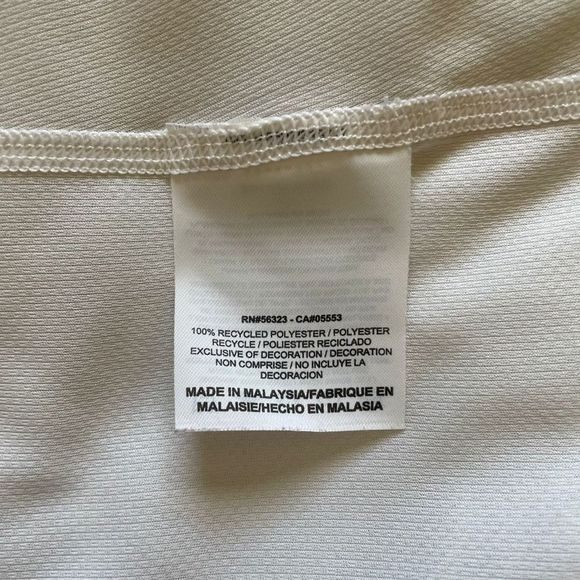 RN#56323 - CA#05553
100% RECYCLED POLYESTER / POLYESTER
RECYCLE / POLIESTER RECICLADO
EXCLUSIVE OF DECORATION / DECORATION
NON COMPRISE / NO INCLUYE LA
DECORACION
MADE IN MALAYSIA/FABRIQUE EN
MALAISIE/HECHO EN MALASIA